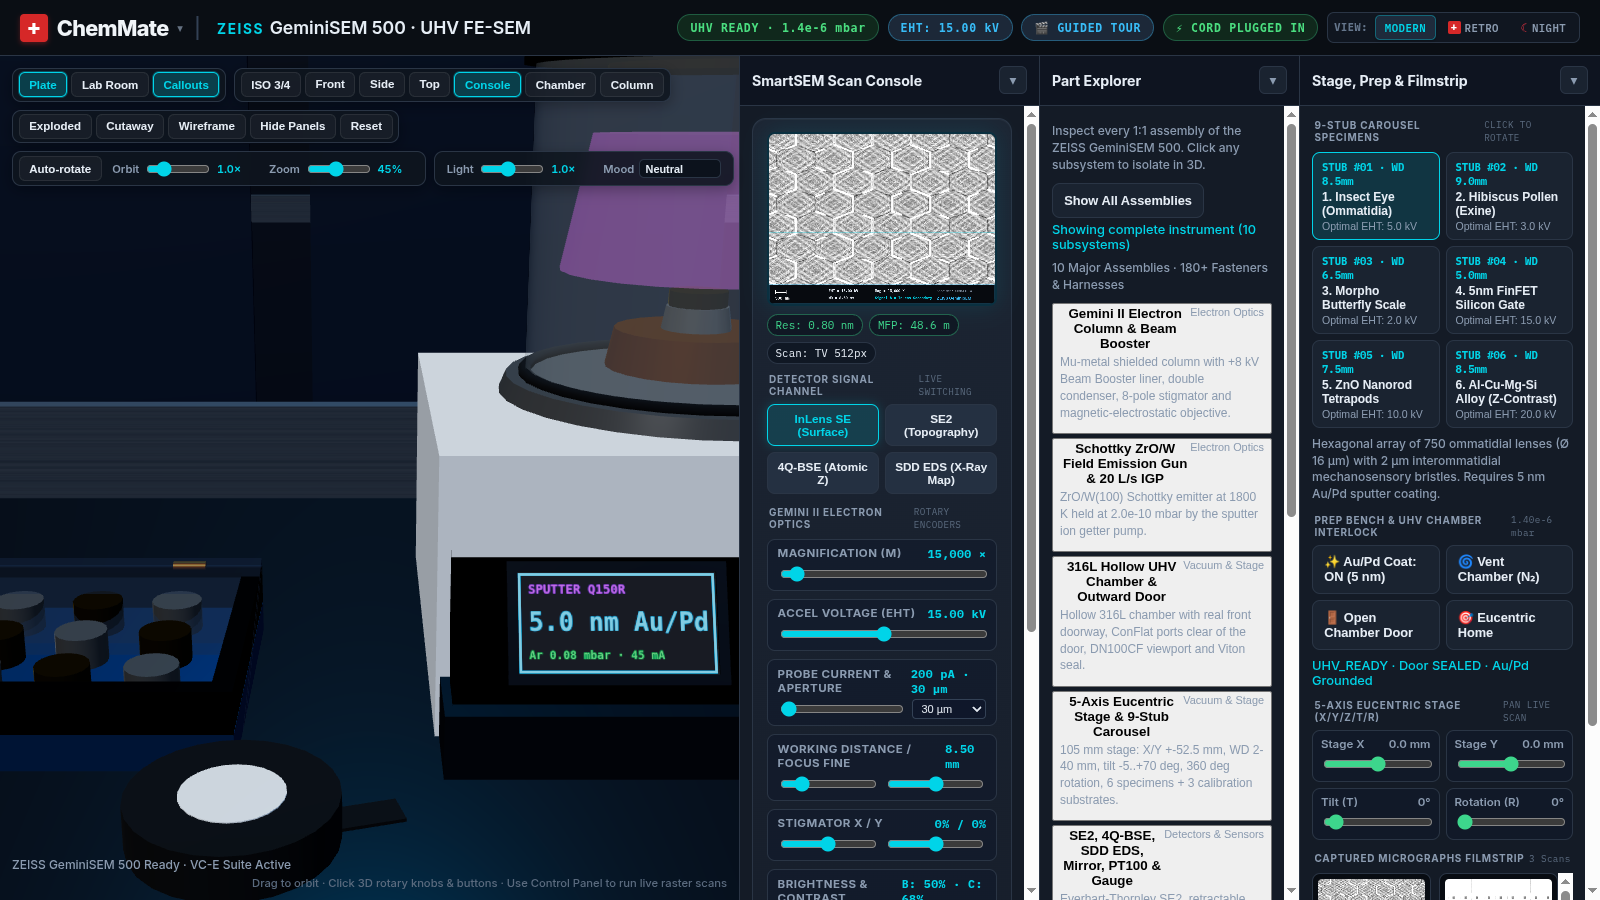 ChemMate
ZEISS GeminiSEM 500 · UHV FE-SEM
UHV READY · 1.4e-6 mbar
EHT: 15.00 kV
GUIDED TOUR
CORD PLUGGED IN
VIEW:
MODERN
RETRO
NIGHT
Plate
Lab Room
Callouts
ISO 3/4
Front
Side
Top
Console
Chamber
Column
Exploded
Cutaway
Wireframe
Hide Panels
Reset
Auto-rotate
Orbit
1.0×
Zoom
45%
Light
1.0×
Mood
Neutral
SPUTTER Q150R
5.0 nm Au/Pd
Ar 0.08 mbar · 45 mA
ZEISS GeminiSEM 500 Ready · VC-E Suite Active
Drag to orbit · Click 3D rotary knobs & buttons · Use Control Panel to run live raster scans
SmartSEM Scan Console
Res: 0.80 nm
MFP: 48.6 m
Scan: TV 512px
DETECTOR SIGNAL
CHANNEL
LIVE
SWITCHING
InLens SE
(Surface)
SE2
(Topography)
4Q-BSE (Atomic
Z)
SDD EDS (X-Ray
Map)
GEMINI II ELECTRON
OPTICS
ROTARY
ENCODERS
MAGNIFICATION (M)
15,000 ×
ACCEL VOLTAGE (EHT)
15.00 kV
PROBE CURRENT &
APERTURE
200 pA ·
30 µm
30 µm
WORKING DISTANCE /
FOCUS FINE
8.50
mm
STIGMATOR X / Y
0% / 0%
BRIGHTNESS &
CONTRAST
B: 50% · C:
68%
Part Explorer
Inspect every 1:1 assembly of the
ZEISS GeminiSEM 500. Click any
subsystem to isolate in 3D.
Show All Assemblies
Showing complete instrument (10
subsystems)
10 Major Assemblies · 180+ Fasteners
& Harnesses
Gemini II Electron
Column & Beam
Booster
Electron Optics
Mu-metal shielded column with +8 kV
Beam Booster liner, double
condenser, 8-pole stigmator and
magnetic-electrostatic objective.
Schottky ZrO/W
Field Emission Gun
& 20 L/s IGP
Electron Optics
ZrO/W(100) Schottky emitter at 1800
K held at 2.0e-10 mbar by the sputter
ion getter pump.
316L Hollow UHV
Chamber &
Outward Door
Vacuum & Stage
Hollow 316L chamber with real front
doorway, ConFlat ports clear of the
door, DN100CF viewport and Viton
seal.
5-Axis Eucentric
Stage & 9-Stub
Carousel
Vacuum & Stage
105 mm stage: X/Y +-52.5 mm, WD 2-
40 mm, tilt -5..+70 deg, 360 deg
rotation, 6 specimens + 3 calibration
substrates.
SE2, 4Q-BSE,
SDD EDS,
Mirror, PT100 &
Gauge
Detectors & Sensors
Everhart-Thornley SE2, retractable
Stage, Prep & Filmstrip
9-STUB CAROUSEL
SPECIMENS
CLICK TO
ROTATE
STUB #01 · WD
8.5mm
1. Insect Eye
(Ommatidia)
Optimal EHT: 5.0 kV
STUB #02 · WD
9.0mm
2. Hibiscus Pollen
(Exine)
Optimal EHT: 3.0 kV
STUB #03 · WD
6.5mm
3. Morpho
Butterfly Scale
Optimal EHT: 2.0 kV
STUB #04 · WD
5.0mm
4. 5nm FinFET
Silicon Gate
Optimal EHT: 15.0 kV
STUB #05 · WD
7.5mm
5. ZnO Nanorod
Tetrapods
Optimal EHT: 10.0 kV
STUB #06 · WD
8.5mm
6. Al-Cu-Mg-Si
Alloy (Z-Contrast)
Optimal EHT: 20.0 kV
Hexagonal array of 750 ommatidial lenses (Ø
16 µm) with 2 µm interommatidial
mechanosensory bristles. Requires 5 nm
Au/Pd sputter coating.
PREP BENCH & UHV CHAMBER
INTERLOCK
1.40e-6
mbar
Au/Pd Coat:
ON (5 nm)
Vent
Chamber (N₂)
Open
Chamber Door
Eucentric
Home
UHV_READY · Door SEALED · Au/Pd
Grounded
5-AXIS EUCENTRIC STAGE
(X/Y/Z/T/R)
PAN LIVE
SCAN
Stage X
0.0 mm
Stage Y
0.0 mm
Tilt (T)
0°
Rotation (R)
0°
CAPTURED MICROGRAPHS FILMSTRIP
3 Scans